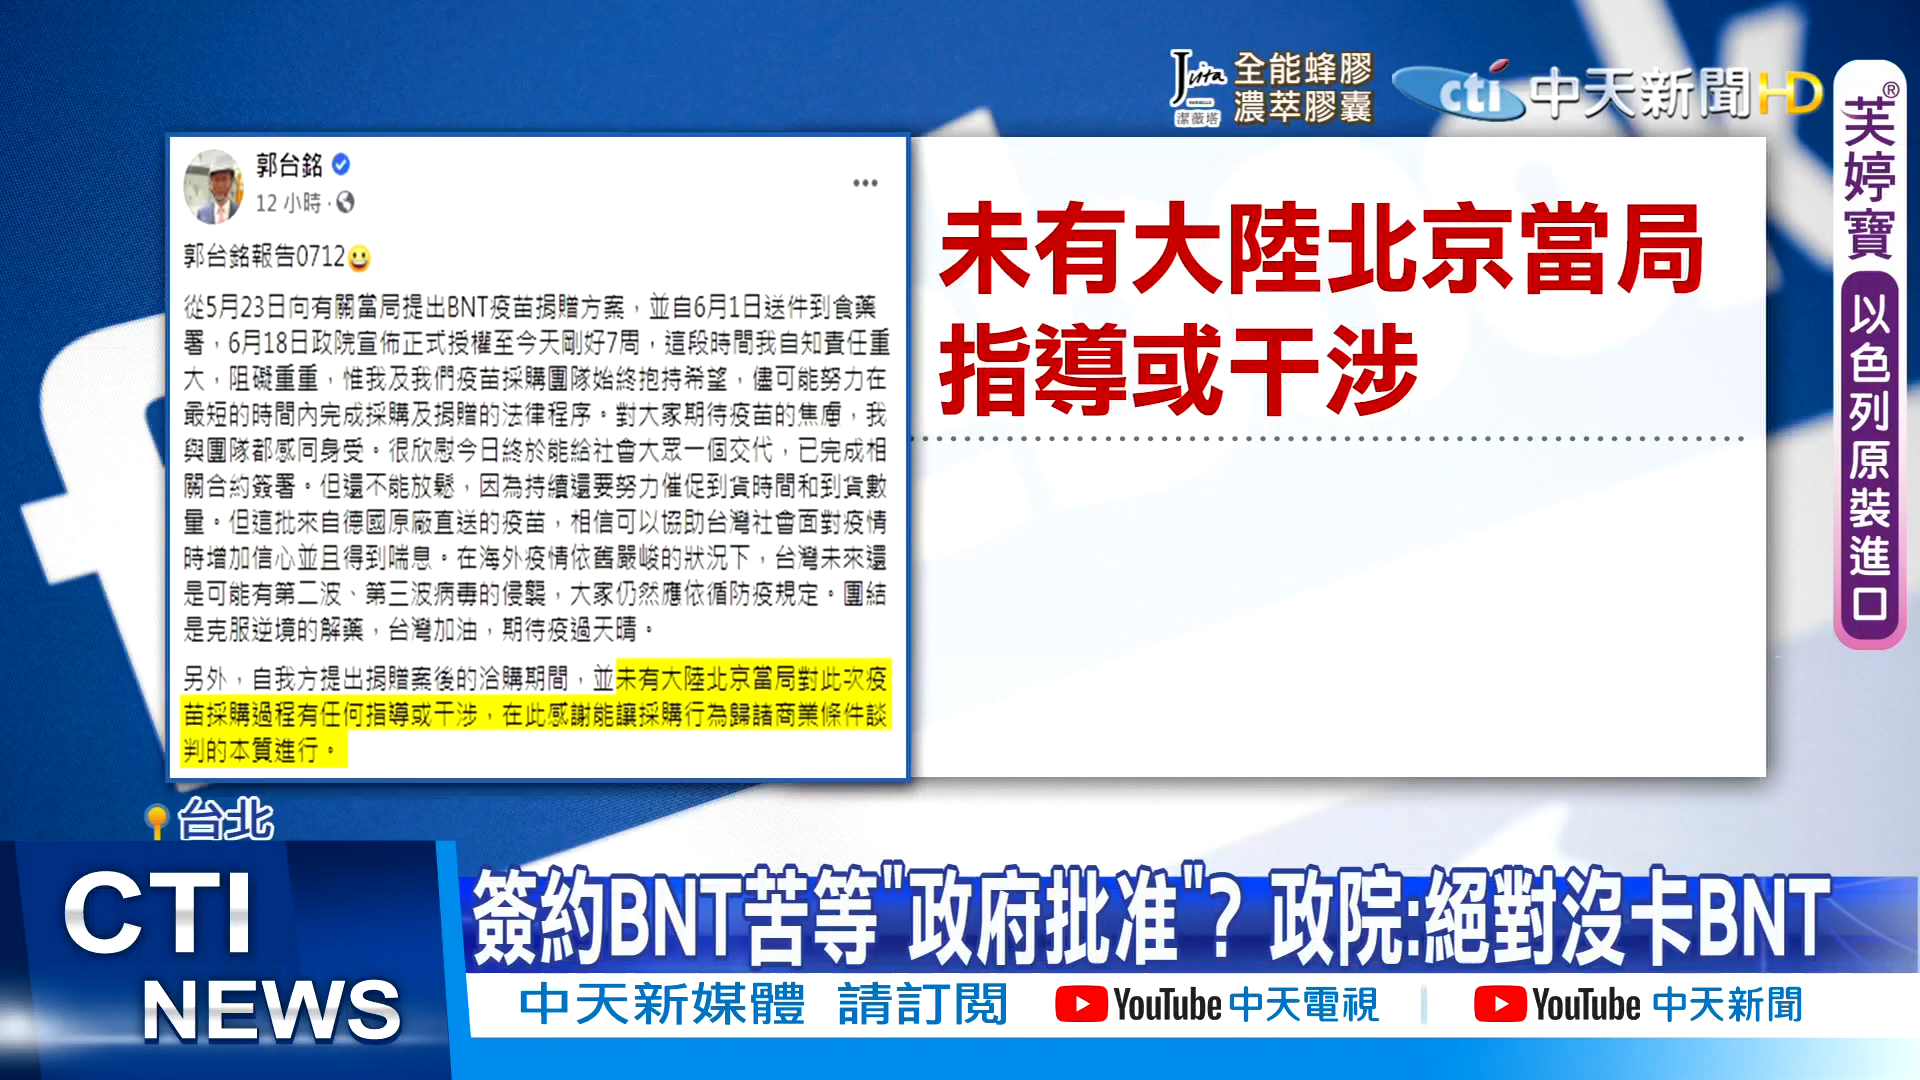 Jvita
潔薇塔
全能蜂膠
濃萃膠囊
cti 中天新聞HD
芙婷寶®
以色列原裝進口
郭台銘
12 小時
郭台銘報告0712
從5月23日向有關當局提出BNT疫苗捐贈方案，並自6月1日送件到食藥
署，6月18日政院宣佈正式授權至今天剛好7周，這段時間我自知責任重
大，阻礙重重，惟我及我們疫苗採購團隊始終抱持希望，儘可能努力在
最短的時間內完成採購及捐贈的法律程序。對大家期待疫苗的焦慮，我
與團隊都感同身受。很欣慰今日終於能給社會大眾一個交代，已完成相
關合約簽署。但還不能放鬆，因為持續還要努力催促到貨時間和到貨數
量。但這批來自德國原廠直送的疫苗，相信可以協助台灣社會面對疫情
時增加信心並且得到喘息。在海外疫情依舊嚴峻的狀況下，台灣未來還
是可能有第二波、第三波病毒的侵襲，大家仍然應依循防疫規定。團結
是克服逆境的解藥，台灣加油，期待疫過天晴。
另外，自我方提出捐贈案後的洽購期間，並未有大陸北京當局對此次疫
苗採購過程有任何指導或干涉，在此感謝能讓採購行為歸諸商業條件談
判的本質進行。
未有大陸北京當局
指導或干涉
台北
CTI
NEWS
簽約BNT苦等"政府批准"? 政院:絕對沒卡BNT
中天新媒體 請訂閱 YouTube 中天電視 | YouTube 中天新聞